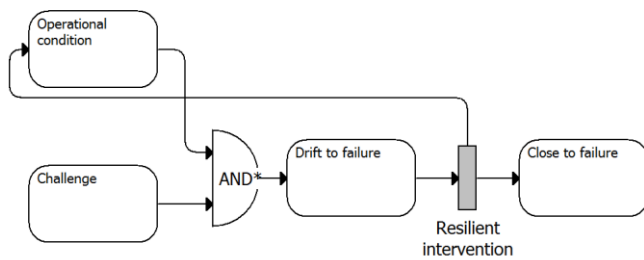 Operational
condition
Challenge
AND*
Drift to failure
Resilient
intervention
Close to failure